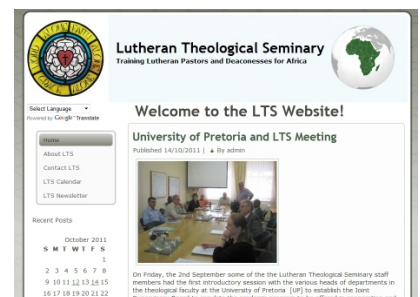 Lutheran Theological Seminary
Training Lutheran Pastors and Deaconesses for Africa
Select Language
Powered by Google Translate
Welcome to the LTS Website!
Home
About LTS
Contact LTS
LTS Calendar
LTS Newsletter
Recent Posts
October 2011
S M T W T F S
1
2 3 4 5 6 7 8
9 10 11 12 13 14 15
16 17 18 19 20 21 22
University of Pretoria and LTS Meeting
Published 14/10/2011 | By admin
On Friday, the 2nd September some of the the Lutheran Theological Seminary staff
members had the first introductory session with the various heads of departments in
the theological faculty at the University of Pretoria (UP) to establish the Joint